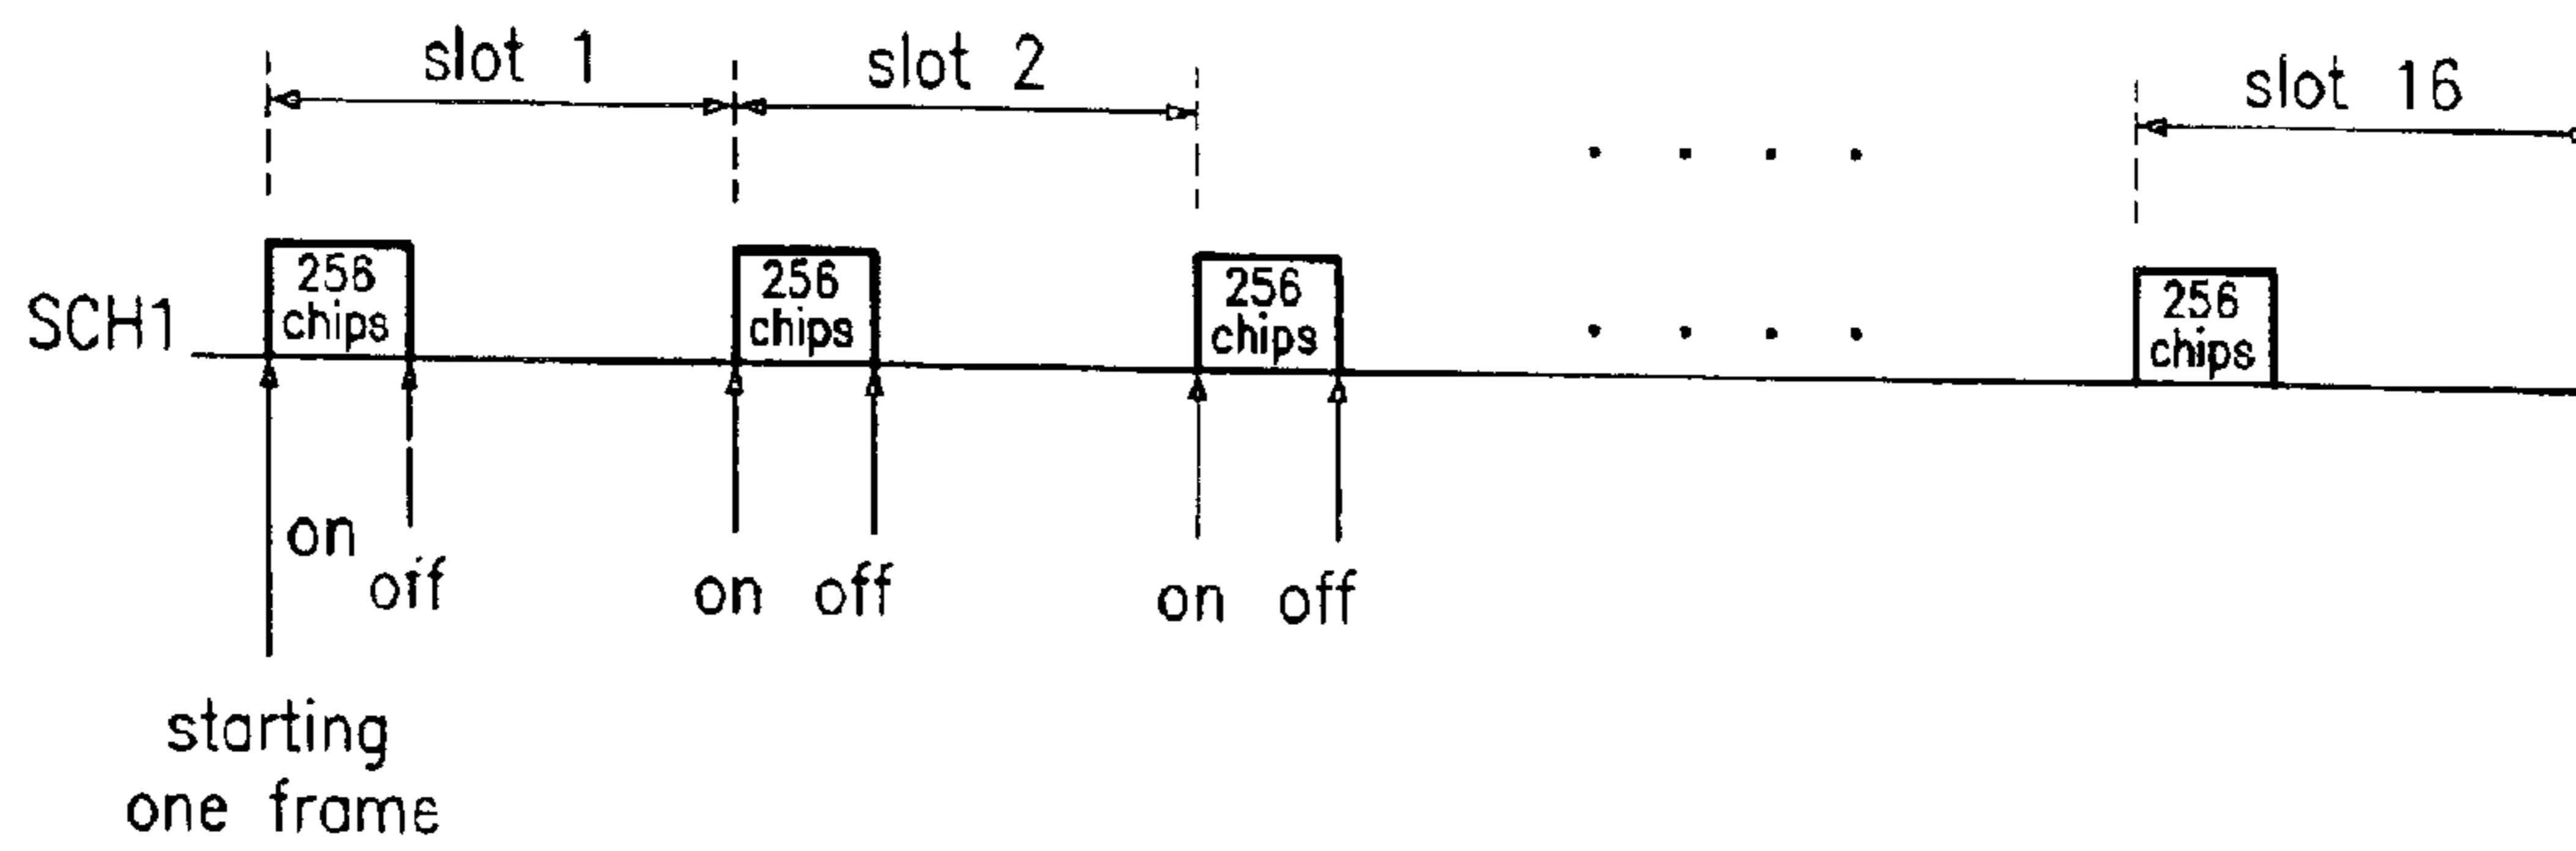 slot 1
slot 2
slot 16
SCH1
256
chips
256
chips
256
chips
256
chips
on
off
on
off
on
off
starting
one frame